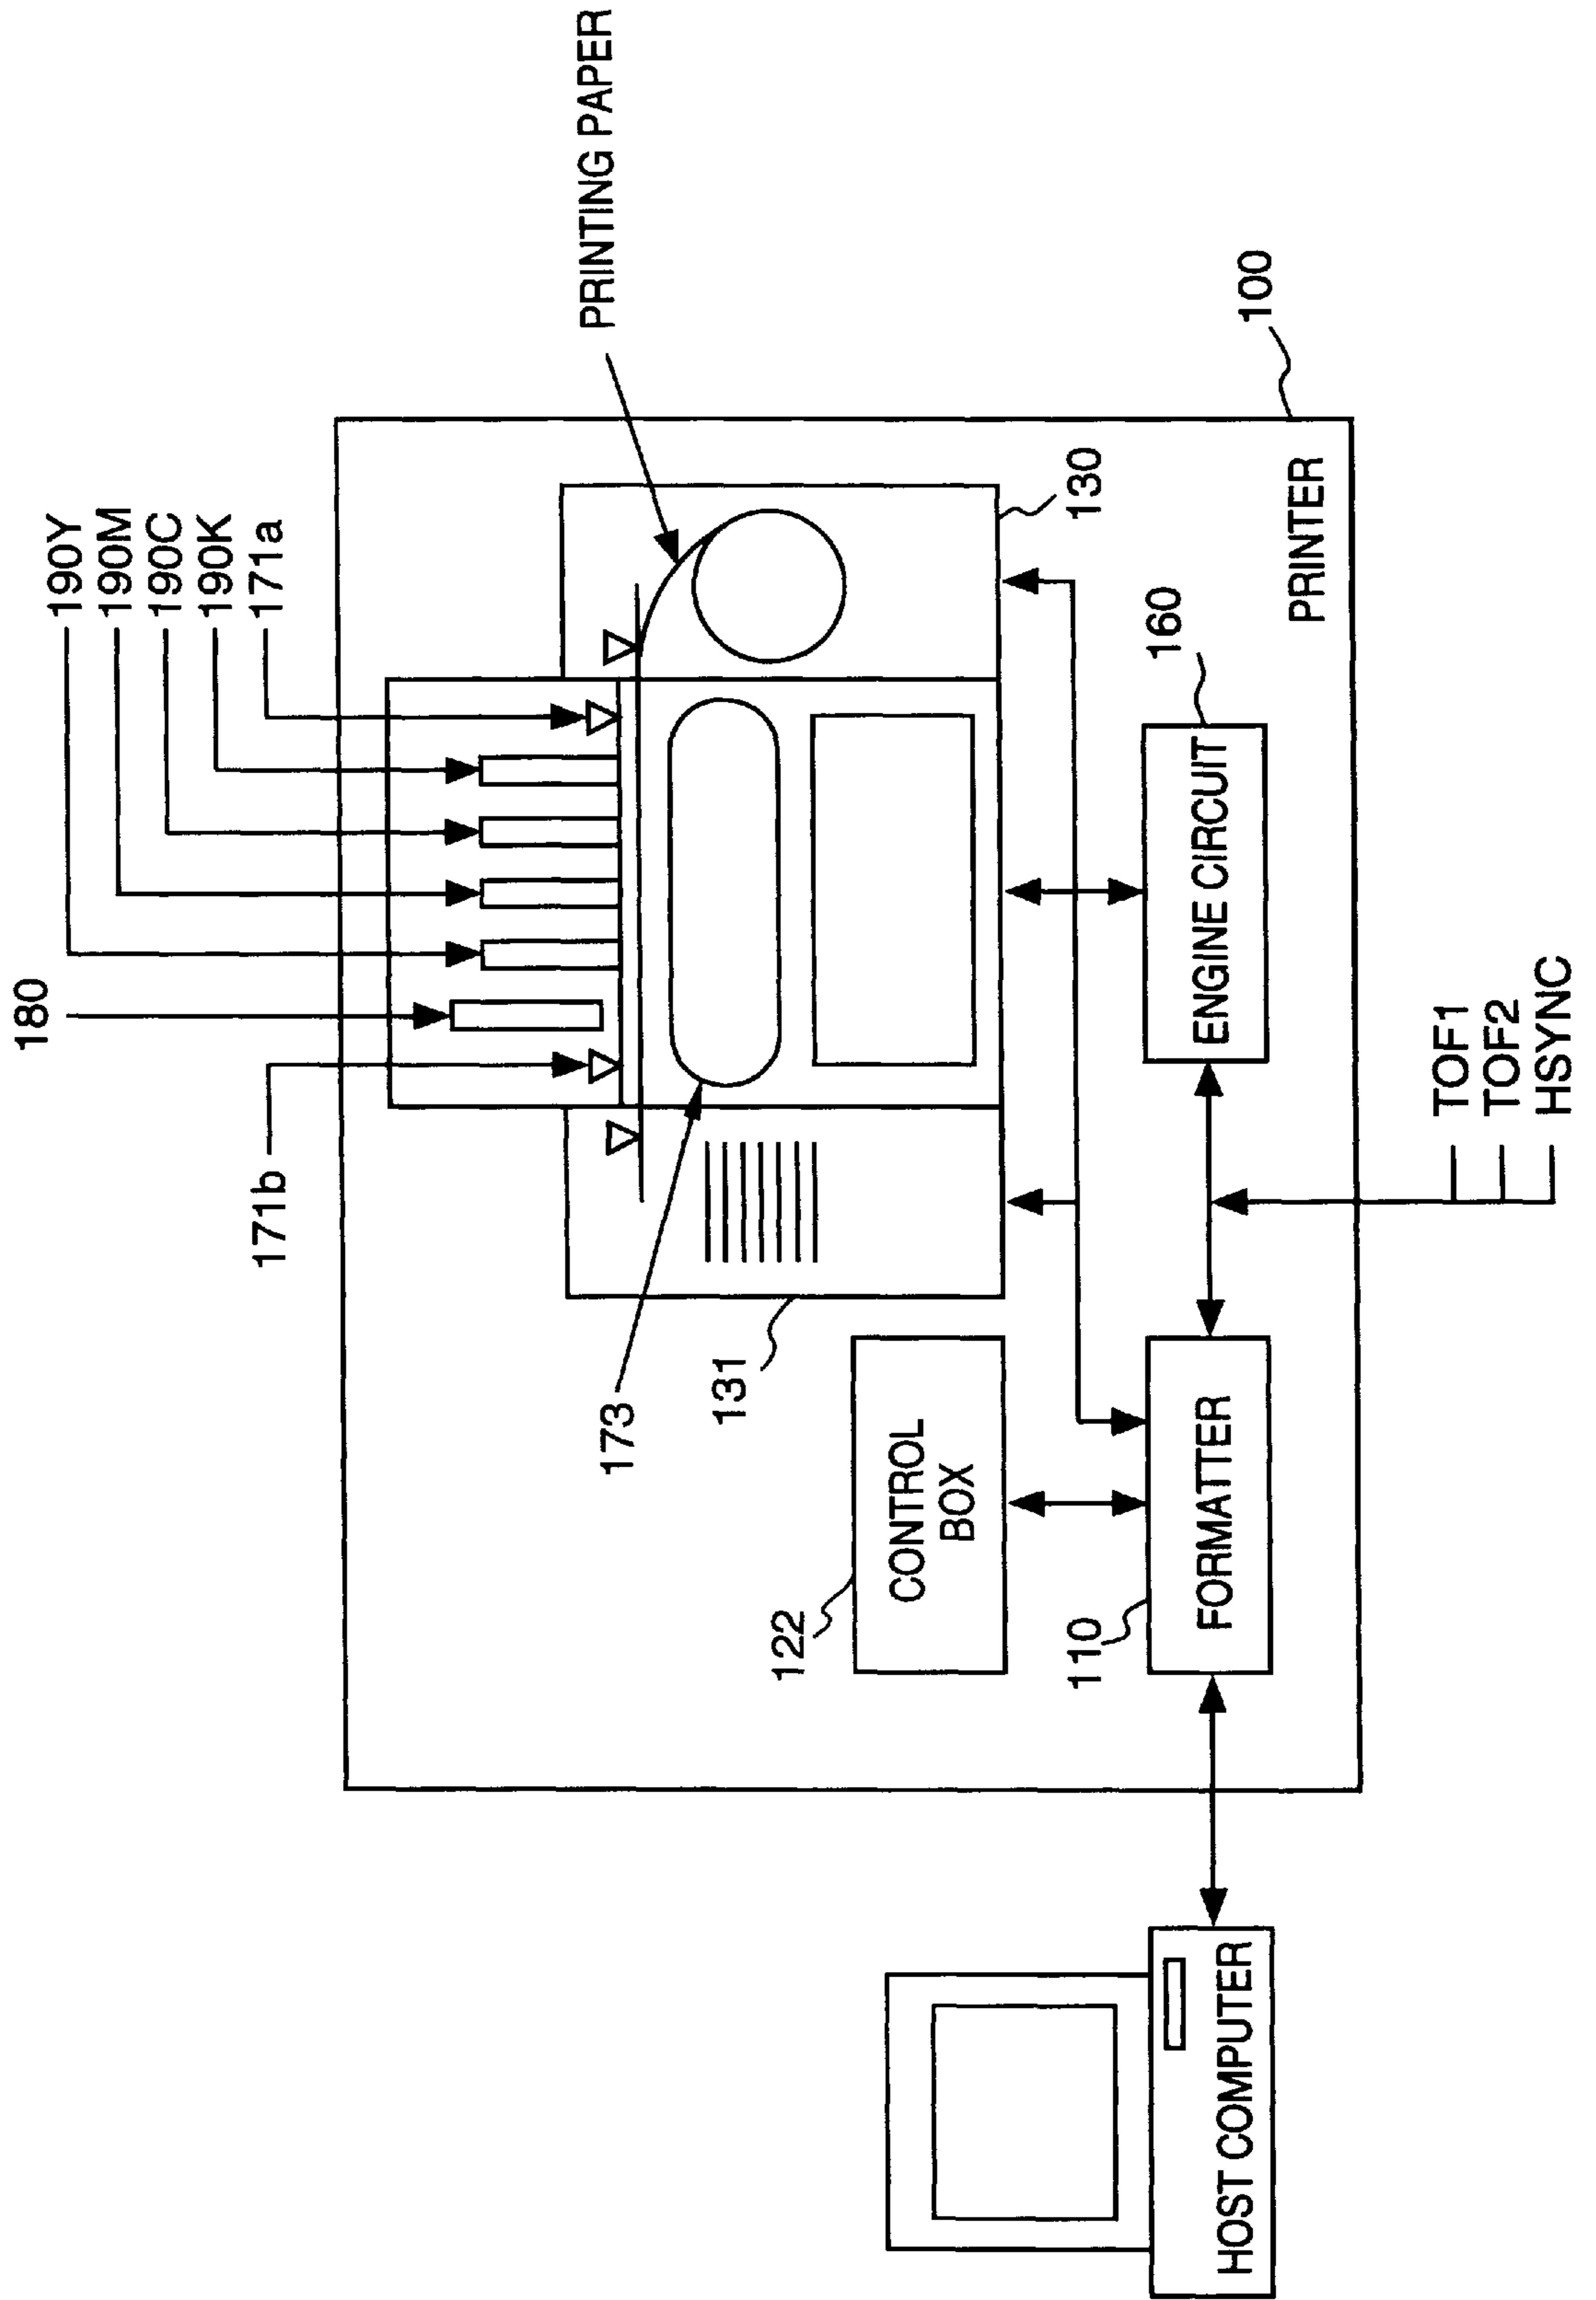 190Y
190M
190C
190K
171a
180
171b
PRINTING PAPER
173
131
130
100
PRINTER
122
CONTROL
BOX
110
FORMATTER
160
ENGINE CIRCUIT
HOST COMPUTER
TOF1
TOF2
HSYNC